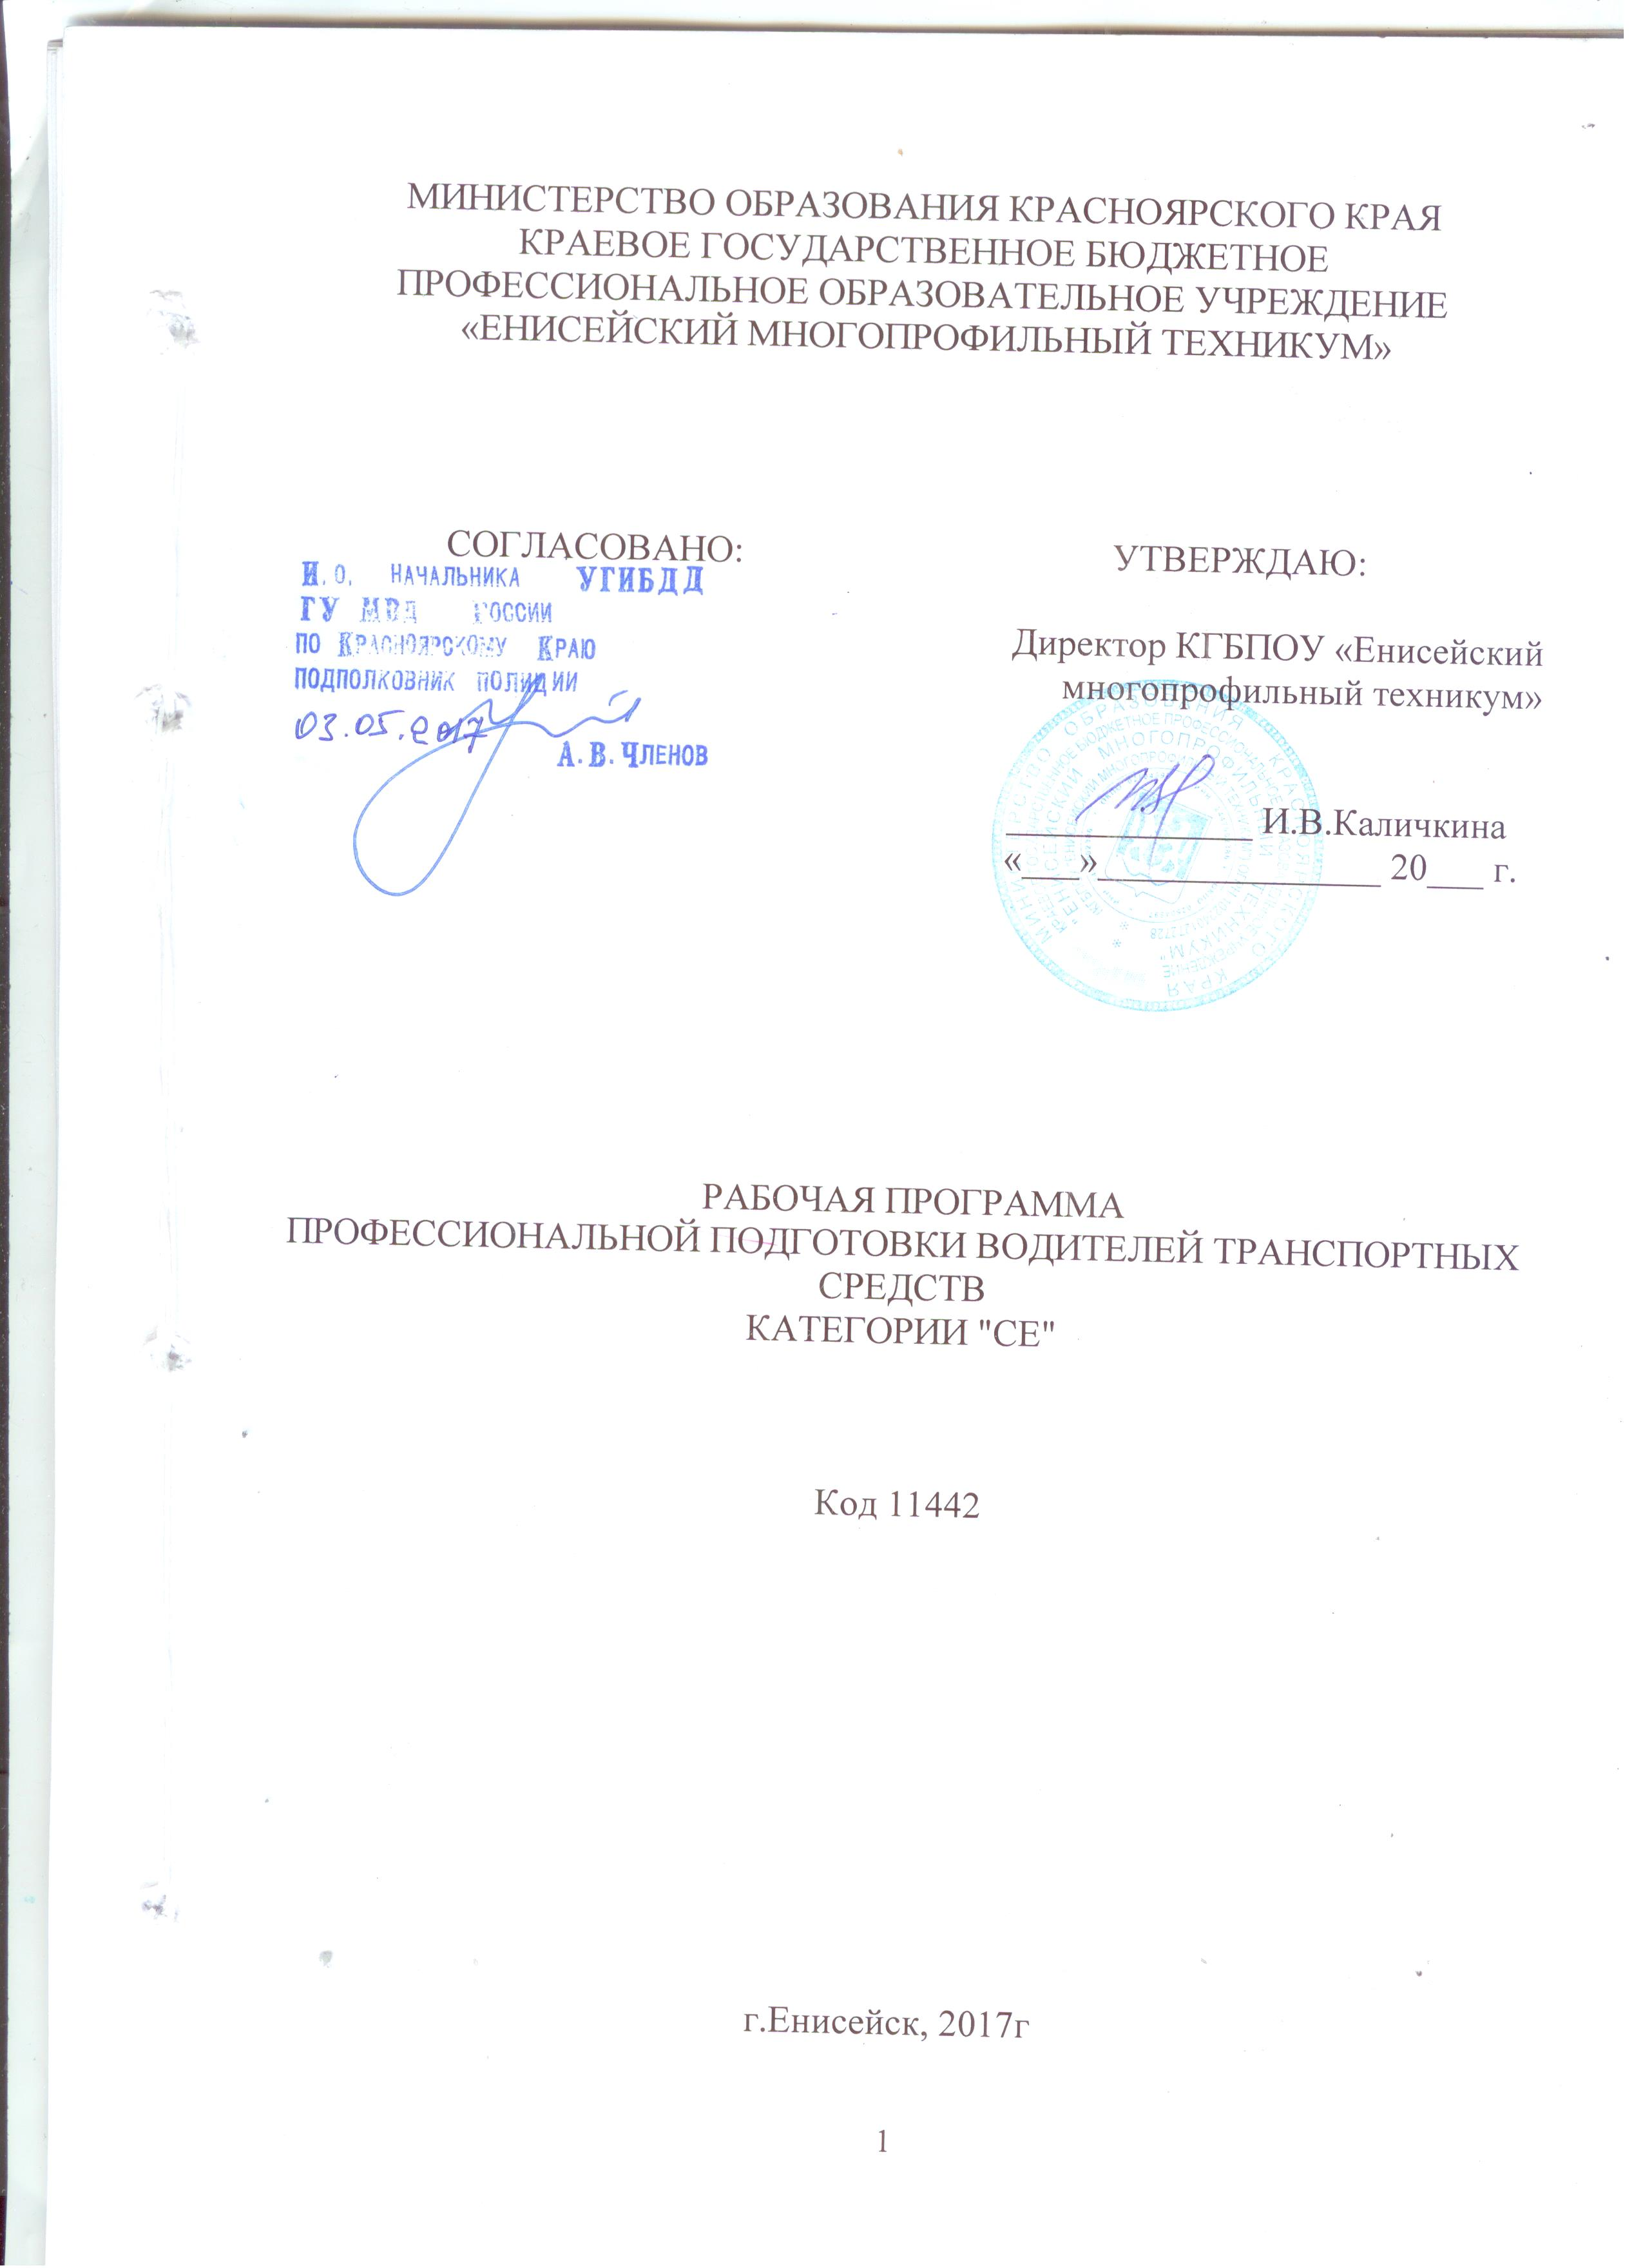 МИНИСТЕРСТВО ОБРАЗОВАНИЯ КРАСНОЯРСКОГО КРАЯ
КРАЕВОЕ ГОСУДАРСТВЕННОЕ БЮДЖЕТНОЕ
ПРОФЕССИОНАЛЬНОЕ ОБРАЗОВАТЕЛЬНОЕ УЧРЕЖДЕНИЕ
«ЕНИСЕЙСКИЙ МНОГОПРОФИЛЬНЫЙ ТЕХНИКУМ»
СОГЛАСОВАНО:
И.О. НАЧАЛЬНИКА УГИБДД
ГУ МВД РОССИИ
ПО КРАСНОЯРСКОМУ КРАЮ
ПОДПОЛКОВНИК ПОЛИЦИИ
03.05.2017
А.В.ЧЛЕНОВ
УТВЕРЖДАЮ:
Директор КГБПОУ «Енисейский
многопрофильный техникум»
_____________ И.В.Каличкина
«___»_______________ 20___ г.
РАБОЧАЯ ПРОГРАММА
ПРОФЕССИОНАЛЬНОЙ ПОДГОТОВКИ ВОДИТЕЛЕЙ ТРАНСПОРТНЫХ
СРЕДСТВ
КАТЕГОРИИ "СЕ"
Код 11442
г.Енисейск, 2017г
1